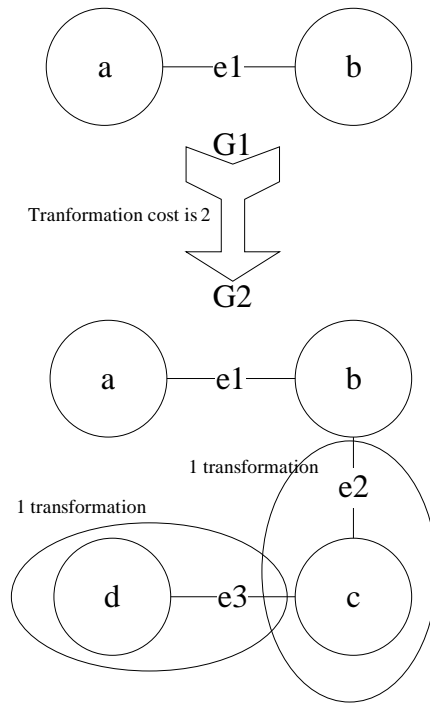 a e1 b
G1
Tranformation cost is 2
G2
a e1 b
1 transformation
e2
1 transformation
d e3 c